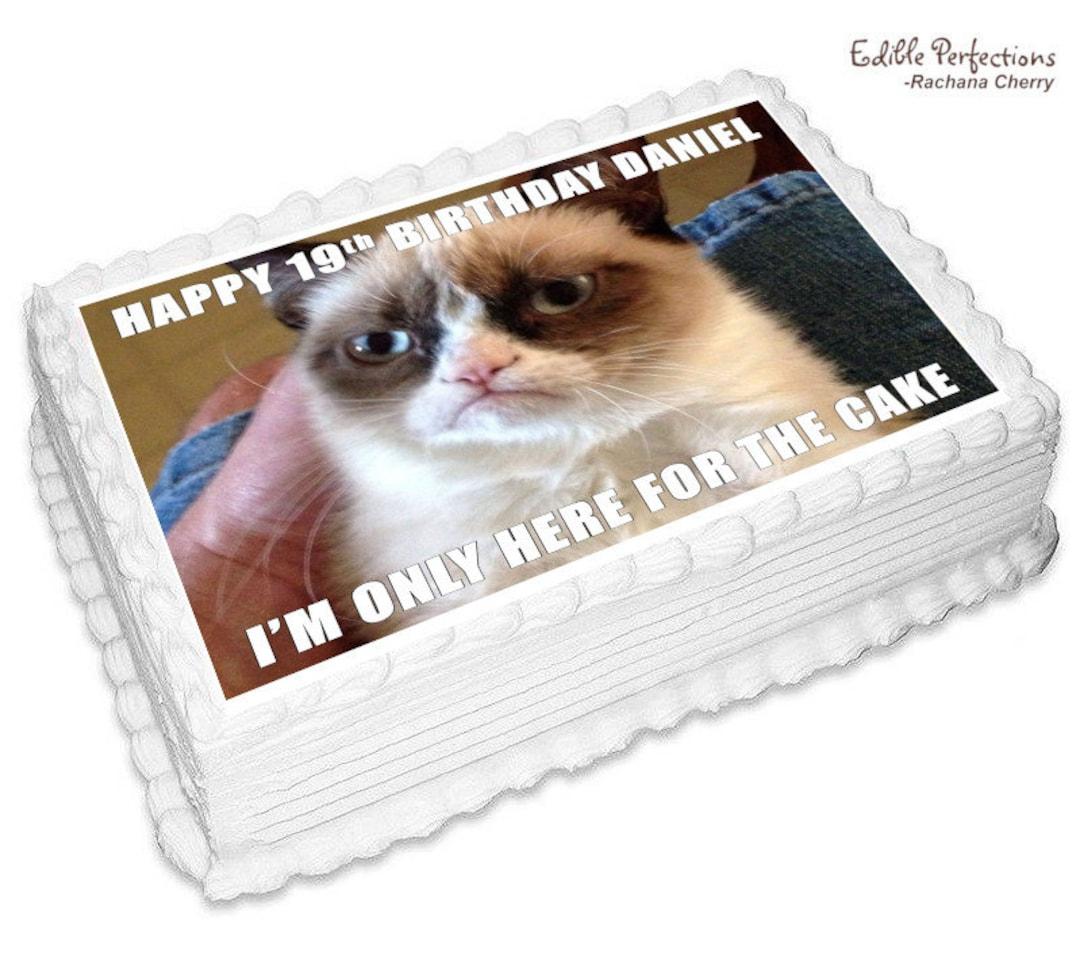 Edible Perfections
-Rachana Cherry
HAPPY 19th BIRTHDAY DANIEL
I'M ONLY HERE FOR THE CAKE